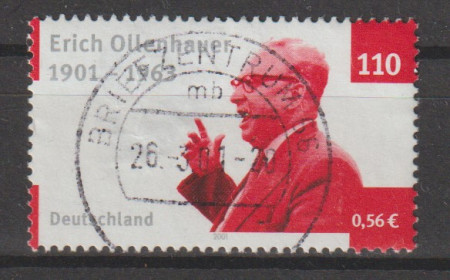 Erich Ollenhauer
1901 - 1963
110
BRIEFZENTRUM
mb
Deutschland
2001
0,56 €